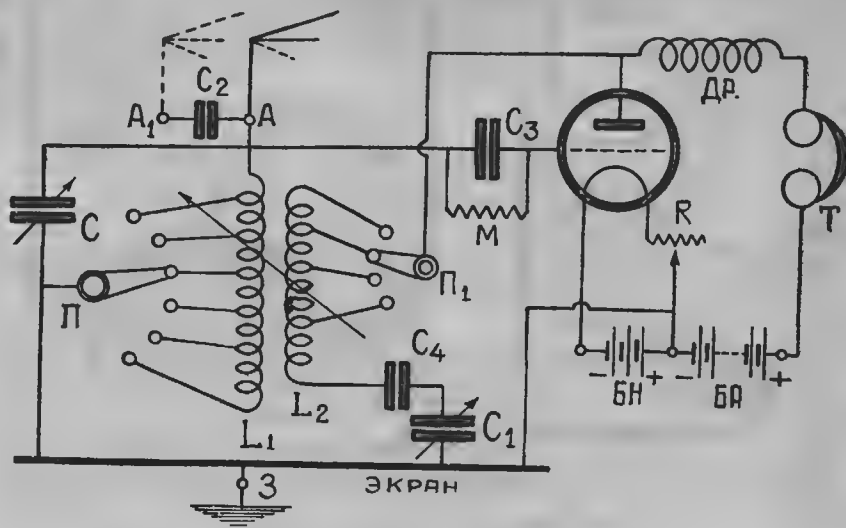 C₂
ДР.
A₁
A
C₃
C
M
R
T
П
П₁
C₄
БН
БА
- + - +
L₁
L₂
C₁
З
ЭКРАН